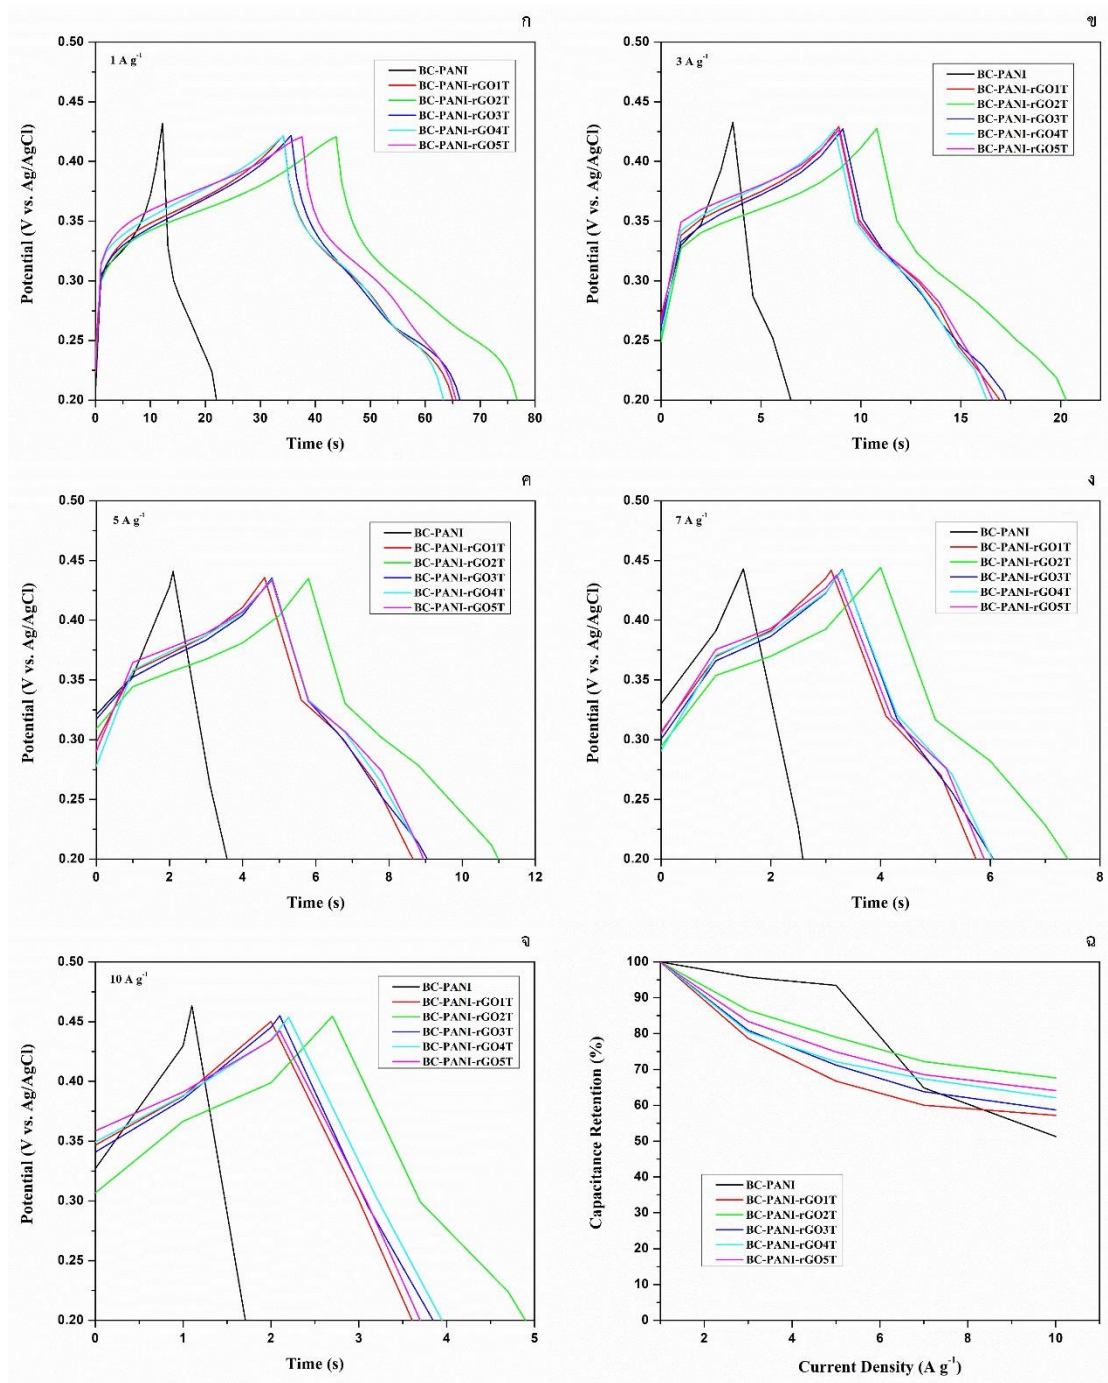 ก
1 A g⁻¹
BC-PANI
BC-PANI-rGO1T
BC-PANI-rGO2T
BC-PANI-rGO3T
BC-PANI-rGO4T
BC-PANI-rGO5T
0.50
0.45
0.40
0.35
0.30
0.25
0.20
Potential (V vs. Ag/AgCl)
0 10 20 30 40 50 60 70 80
Time (s)
ข
3 A g⁻¹
BC-PANI
BC-PANI-rGO1T
BC-PANI-rGO2T
BC-PANI-rGO3T
BC-PANI-rGO4T
BC-PANI-rGO5T
0.50
0.45
0.40
0.35
0.30
0.25
0.20
Potential (V vs. Ag/AgCl)
0 5 10 15 20
Time (s)
ค
5 A g⁻¹
BC-PANI
BC-PANI-rGO1T
BC-PANI-rGO2T
BC-PANI-rGO3T
BC-PANI-rGO4T
BC-PANI-rGO5T
0.50
0.45
0.40
0.35
0.30
0.25
0.20
Potential (V vs. Ag/AgCl)
0 2 4 6 8 10 12
Time (s)
ง
7 A g⁻¹
BC-PANI
BC-PANI-rGO1T
BC-PANI-rGO2T
BC-PANI-rGO3T
BC-PANI-rGO4T
BC-PANI-rGO5T
0.50
0.45
0.40
0.35
0.30
0.25
0.20
Potential (V vs. Ag/AgCl)
0 2 4 6 8
Time (s)
จ
10 A g⁻¹
BC-PANI
BC-PANI-rGO1T
BC-PANI-rGO2T
BC-PANI-rGO3T
BC-PANI-rGO4T
BC-PANI-rGO5T
0.50
0.45
0.40
0.35
0.30
0.25
0.20
Potential (V vs. Ag/AgCl)
0 1 2 3 4 5
Time (s)
ฉ
100
90
80
70
60
50
40
30
20
10
0
Capacitance Retention (%)
BC-PANI
BC-PANI-rGO1T
BC-PANI-rGO2T
BC-PANI-rGO3T
BC-PANI-rGO4T
BC-PANI-rGO5T
2 4 6 8 10
Current Density (A g⁻¹)